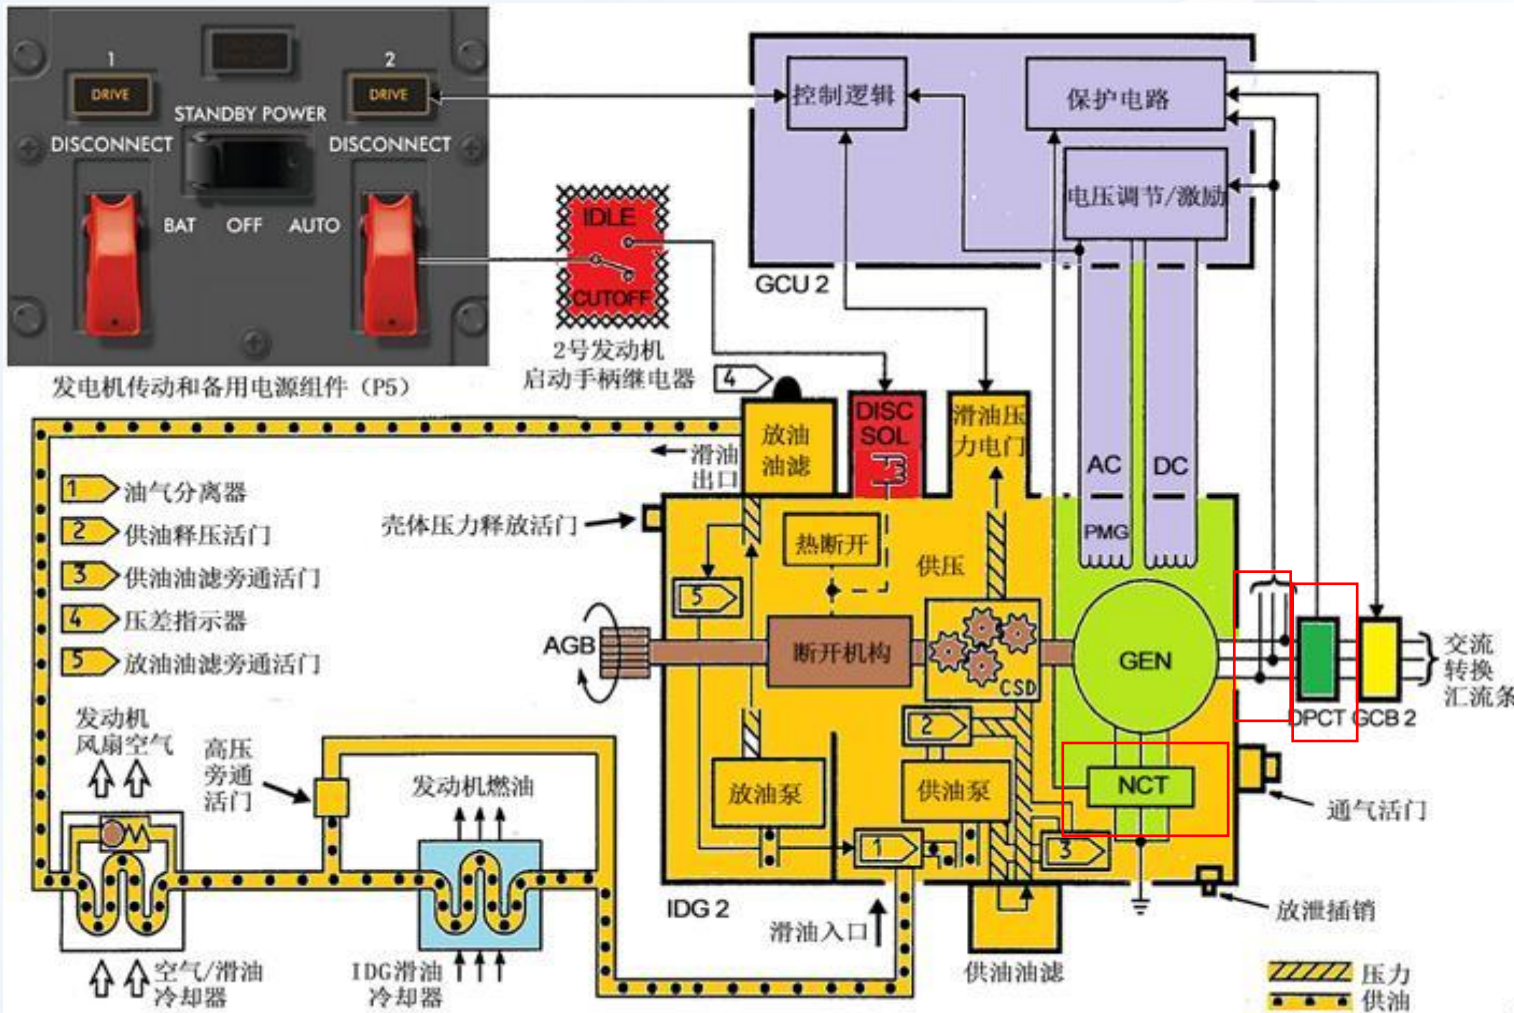 1
2
DRIVE
DRIVE
STANDBY POWER
DISCONNECT
DISCONNECT
BAT
OFF
AUTO
发电机传动和备用电源组件（P5）
IDLE
CUTOFF
2号发动机
启动手柄继电器
控制逻辑
保护电路
电压调节/激励
GCU 2
4
放油
油滤
DISC
SOL
滑油压
力电门
滑油
出口
AC
DC
PMG
1 油气分离器
2 供油释压活门
3 供油油滤旁通活门
4 压差指示器
5 放油油滤旁通活门
壳体压力释放活门
热断开
供压
5
AGB
断开机构
CSD
GEN
DPCT
GCB 2
交流
转换
汇流条
发动机
风扇空气
高压
旁通
活门
发动机燃油
放油泵
2
供油泵
NCT
通气活门
1
3
IDG 2
滑油入口
放泄插销
空气/滑油
冷却器
IDG滑油
冷却器
供油油滤
压力
供油